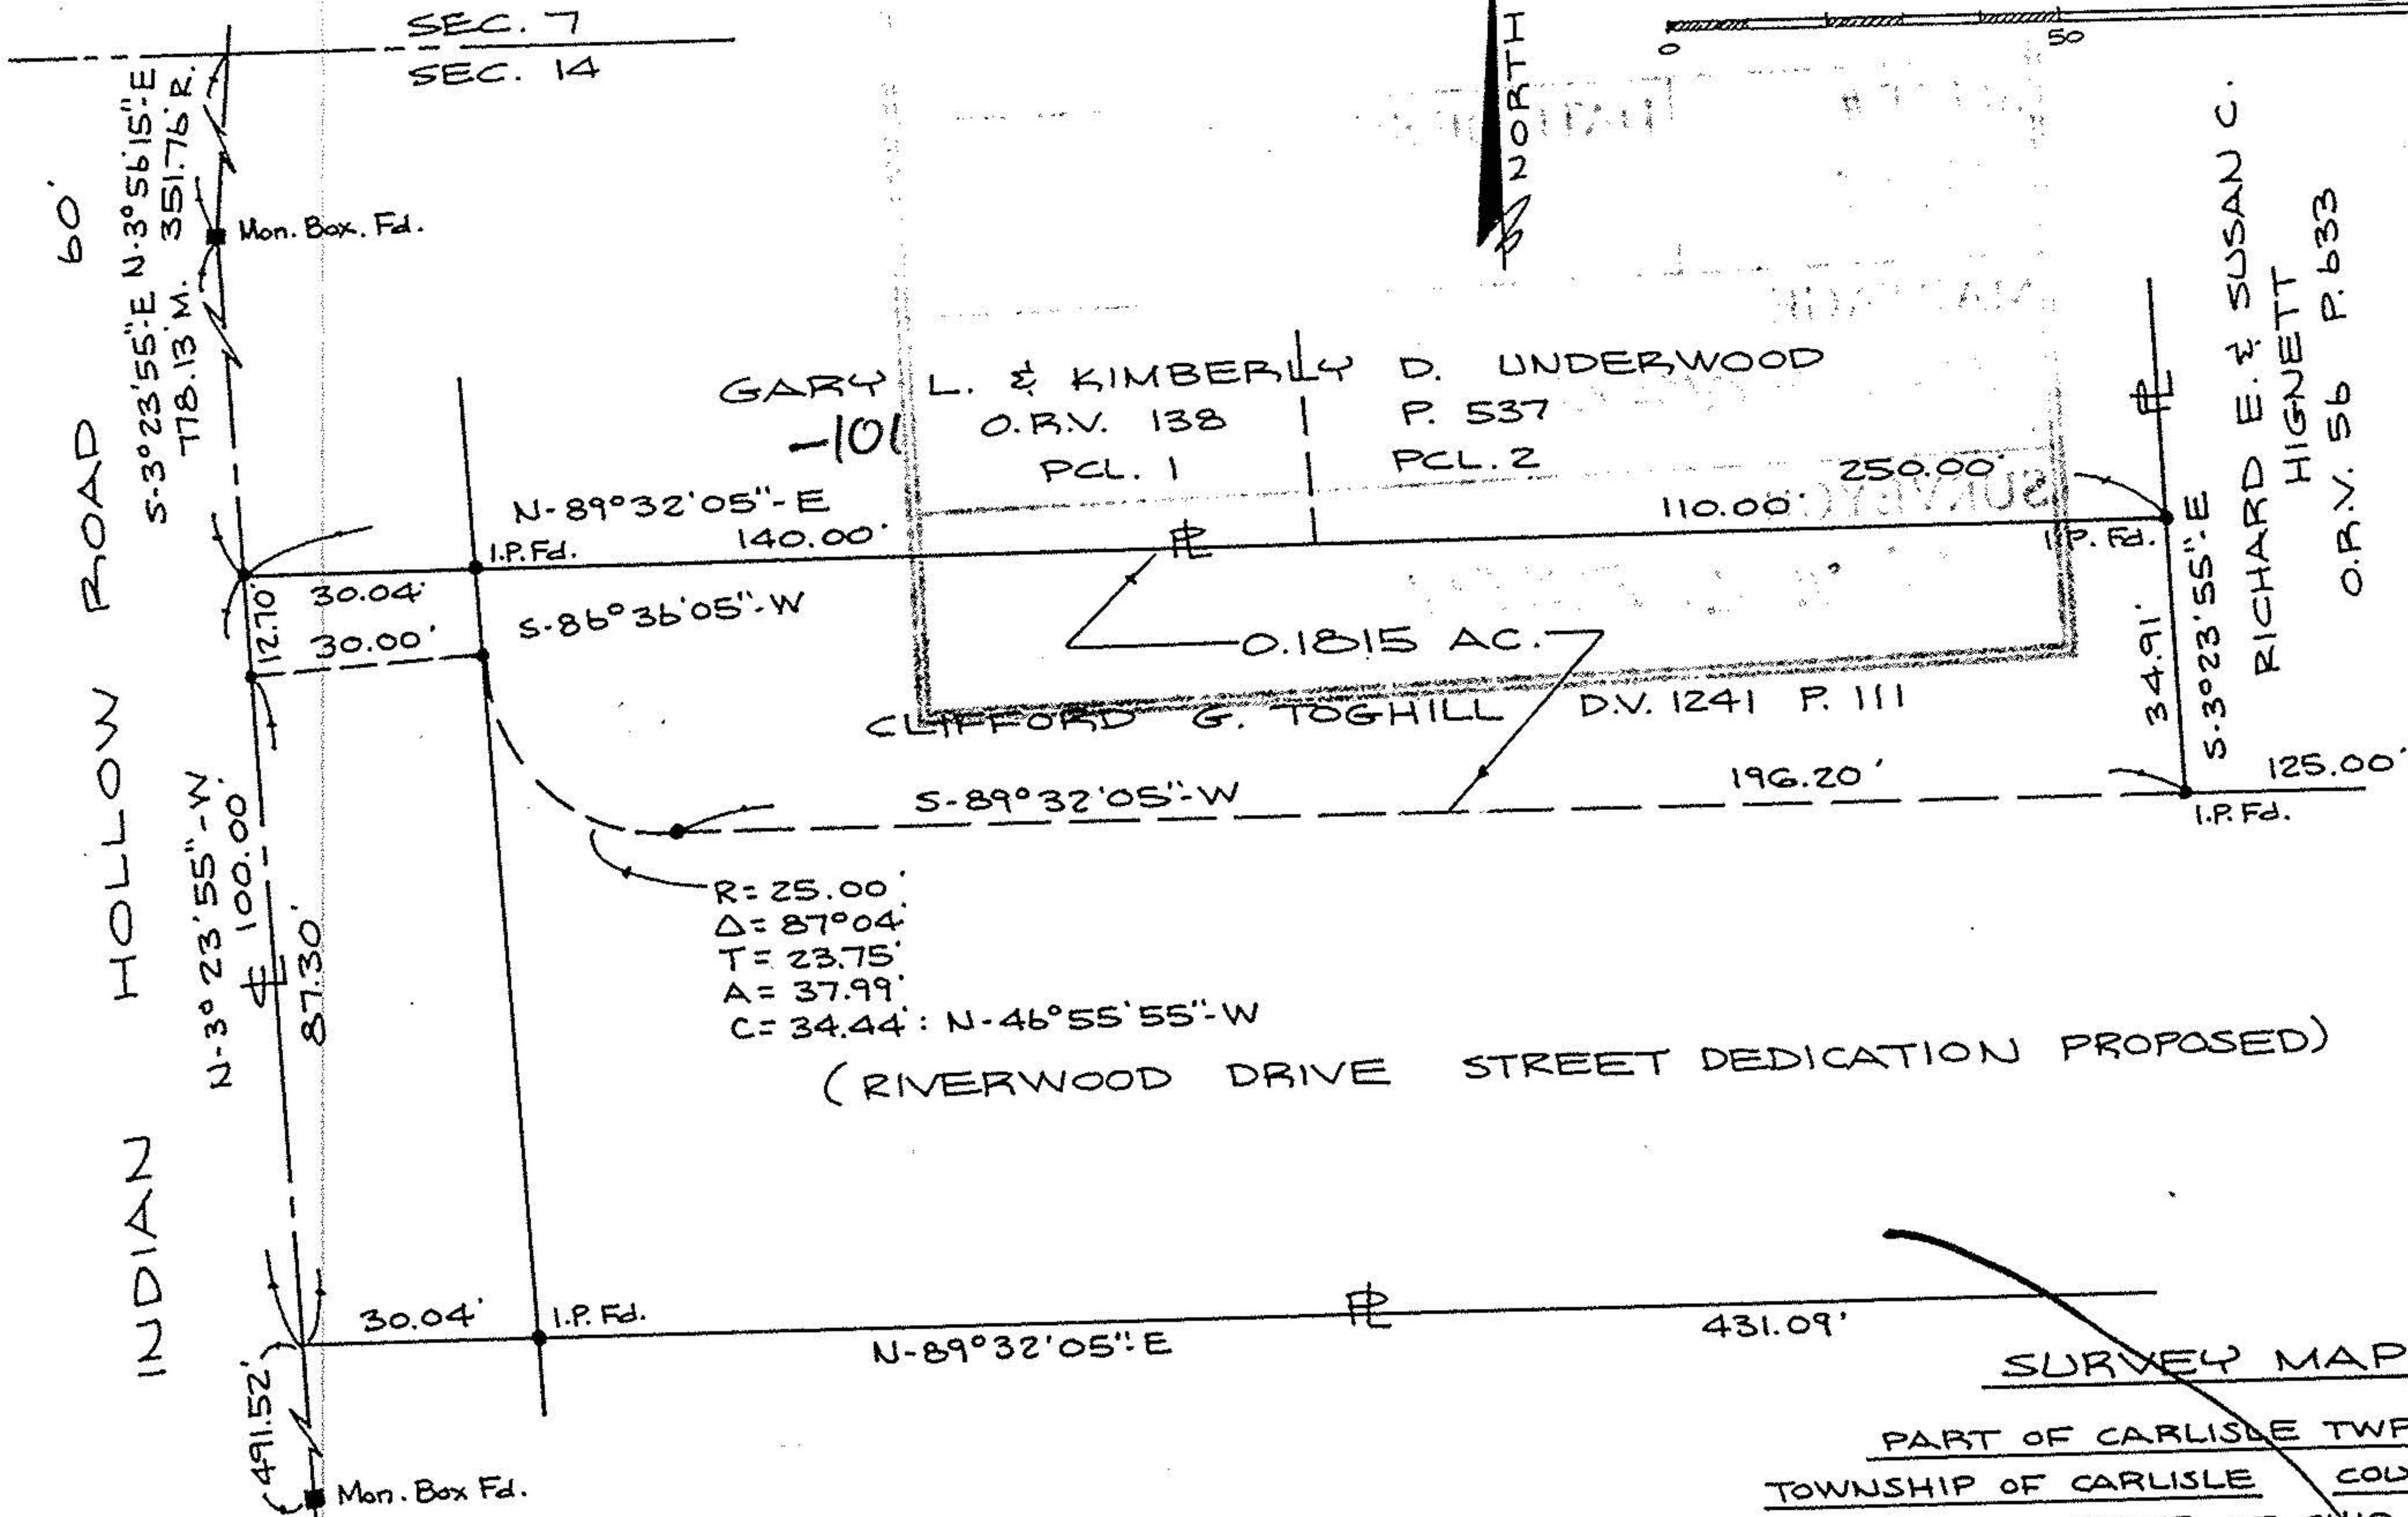 SEC. 7
SEC. 14
NORTH
0
50
60'
S-3°23'55"-E N-3°56'15"-E
778.13' M. 351.76' R.
Mon. Box. Fd.
GARY L. & KIMBERLY D. UNDERWOOD
-101
O.R.V. 138 P. 537
PCL. 1 PCL. 2
250.00'
N-89°32'05"-E
140.00'
110.00'
SURVEYOR
I.P. Fd.
I.P. Fd.
RICHARD E. & SUSAN C.
HIGNETT
O.R.V. 56 P. 633
30.04'
12.70'
30.00'
S-86°36'05"-W
0.1815 AC.
34.91'
S-3°23'55"-E
CLIFFORD G. TOGHILL D.V. 1241 P. 111
S-89°32'05"-W
196.20'
125.00'
I.P. Fd.
INDIAN HOLLOW ROAD
N-3°23'55"-W
℄ 100.00'
87.30'
R= 25.00'
Δ= 87°04'
T= 23.75'
A= 37.99'
C= 34.44' : N-46°55'55"-W
(RIVERWOOD DRIVE STREET DEDICATION PROPOSED)
30.04'
I.P. Fd.
N-89°32'05"-E
431.09'
491.52'
Mon. Box Fd.
SURVEY MAP
PART OF CARLISLE TWP
TOWNSHIP OF CARLISLE COU